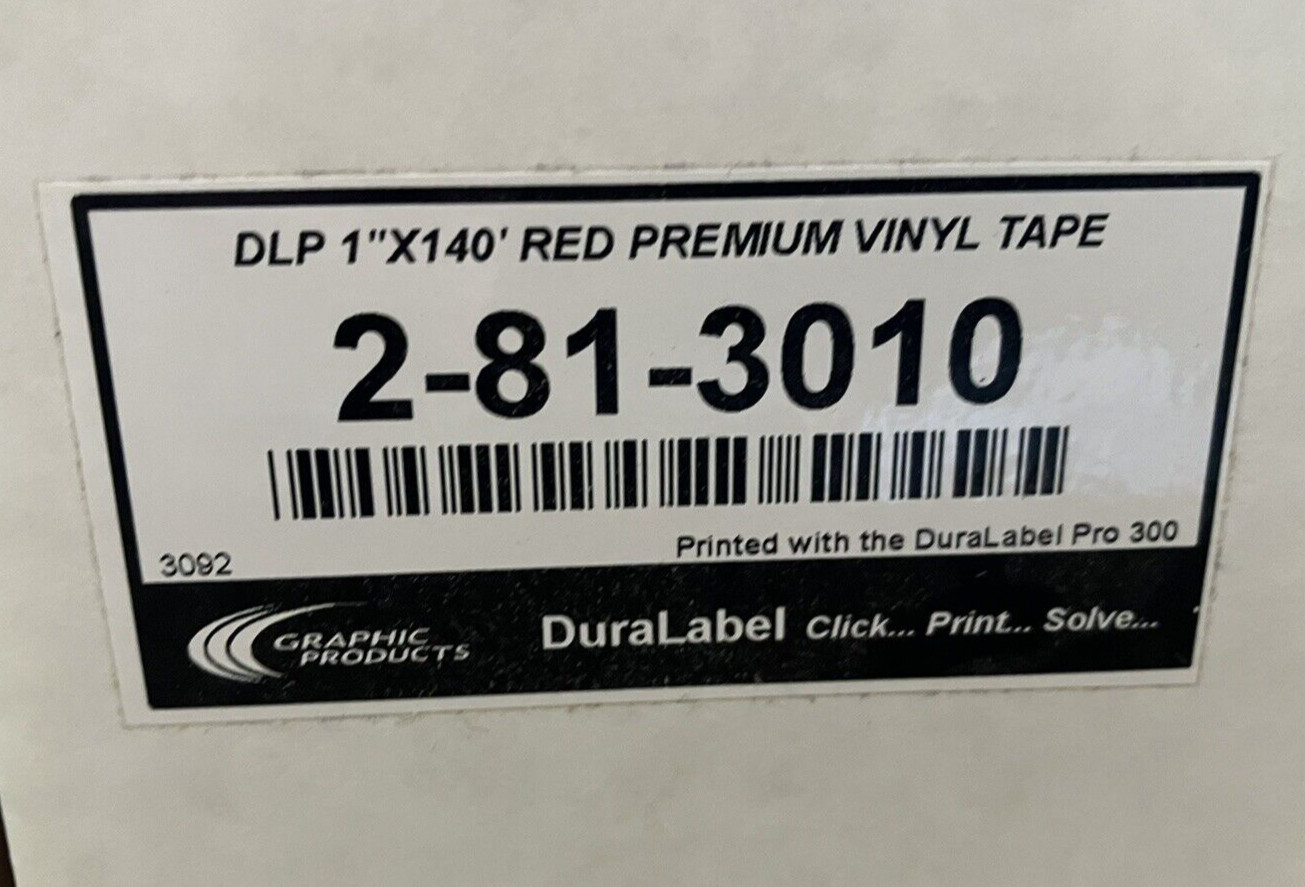 DLP 1"X140' RED PREMIUM VINYL TAPE
2-81-3010
3092
Printed with the DuraLabel Pro 300
GRAPHIC
PRODUCTS
DuraLabel Click... Print... Solve...